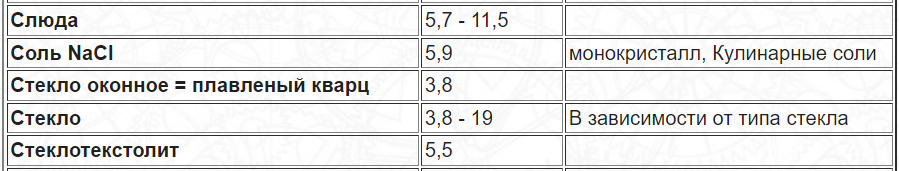 Слюда 5,7 - 11,5
Соль NaCl 5,9 монокристалл, Кулинарные соли
Стекло оконное = плавленый кварц 3,8
Стекло 3,8 - 19 В зависимости от типа стекла
Стеклотекстолит 5,5